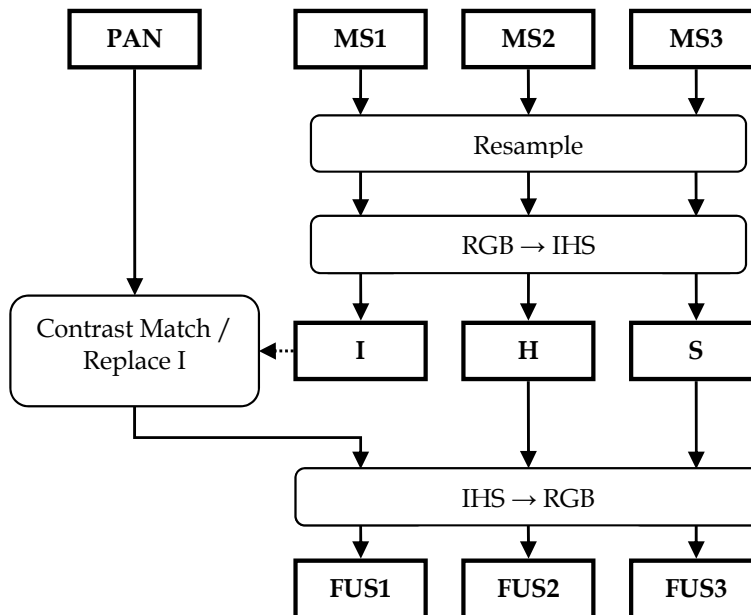 PAN
MS1
MS2
MS3
Resample
RGB → IHS
Contrast Match /
Replace I
I
H
S
IHS → RGB
FUS1
FUS2
FUS3